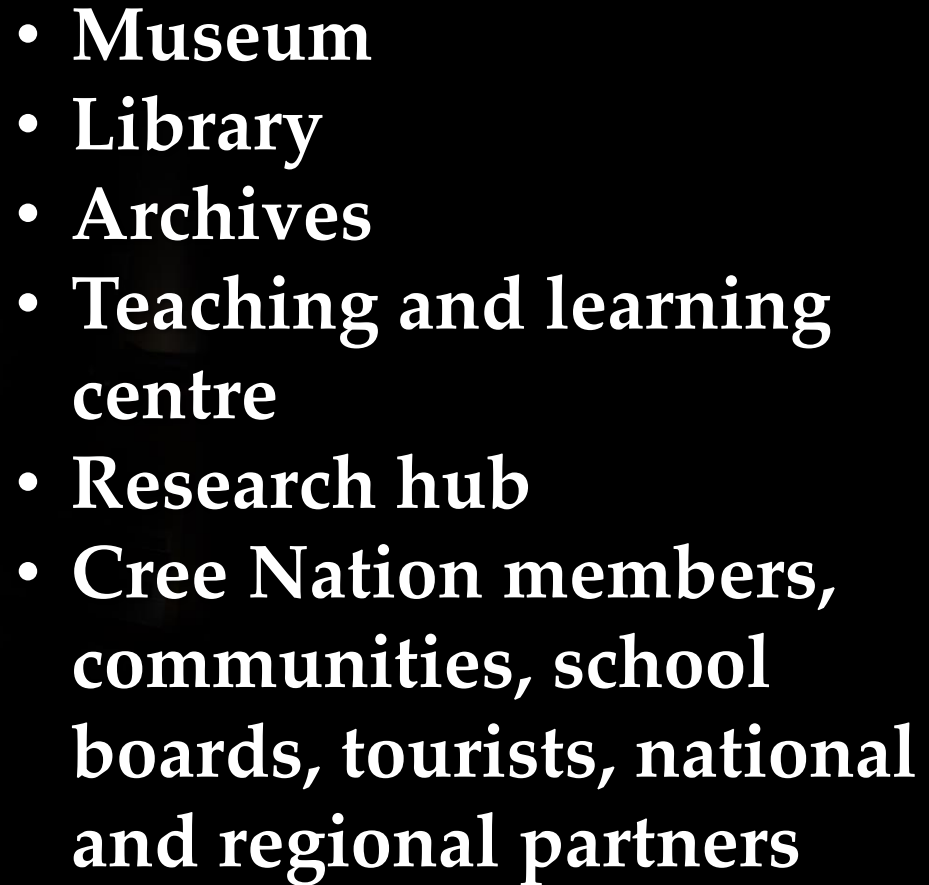 • Museum
• Library
• Archives
• Teaching and learning
centre
• Research hub
• Cree Nation members,
communities, school
boards, tourists, national
and regional partners